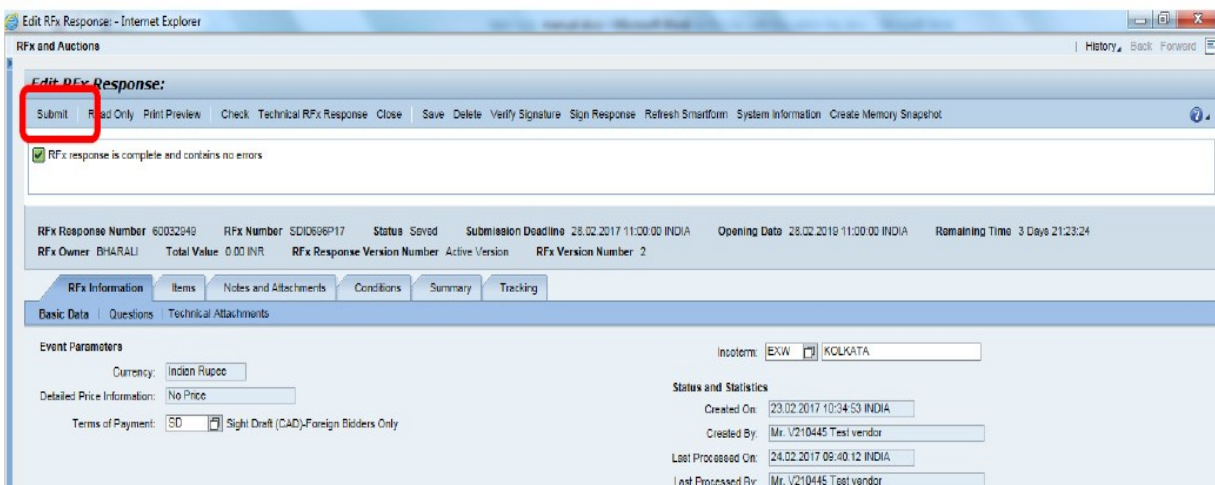 Edit RFx Response: - Internet Explorer
RFx and Auctions History Back Forward
Edit RFx Response:
Submit Read Only Print Preview Check Technical RFx Response Close Save Delete Verify Signature Sign Response Refresh Smartform System Information Create Memory Snapshot
RFx response is complete and contains no errors
RFx Response Number 60032949 RFx Number SDI0696P17 Status Saved Submission Deadline 28.02.2017 11:00:00 INDIA Opening Date 28.02.2019 11:00:00 INDIA Remaining Time 3 Days 21:23:24
RFx Owner BHARALI Total Value 0.00 INR RFx Response Version Number Active Version RFx Version Number 2
RFx Information Items Notes and Attachments Conditions Summary Tracking
Basic Data Questions Technical Attachments
Event Parameters
Incoterm: EXW KOLKATA
Currency: Indian Rupee
Status and Statistics
Detailed Price Information: No Price
Created On: 23.02.2017 10:34:53 INDIA
Terms of Payment: SD Sight Draft (CAD)-Foreign Bidders Only
Created By: Mr. V210445 Test vendor
Last Processed On: 24.02.2017 09:40:12 INDIA
Last Processed By: Mr. V210445 Test vendor